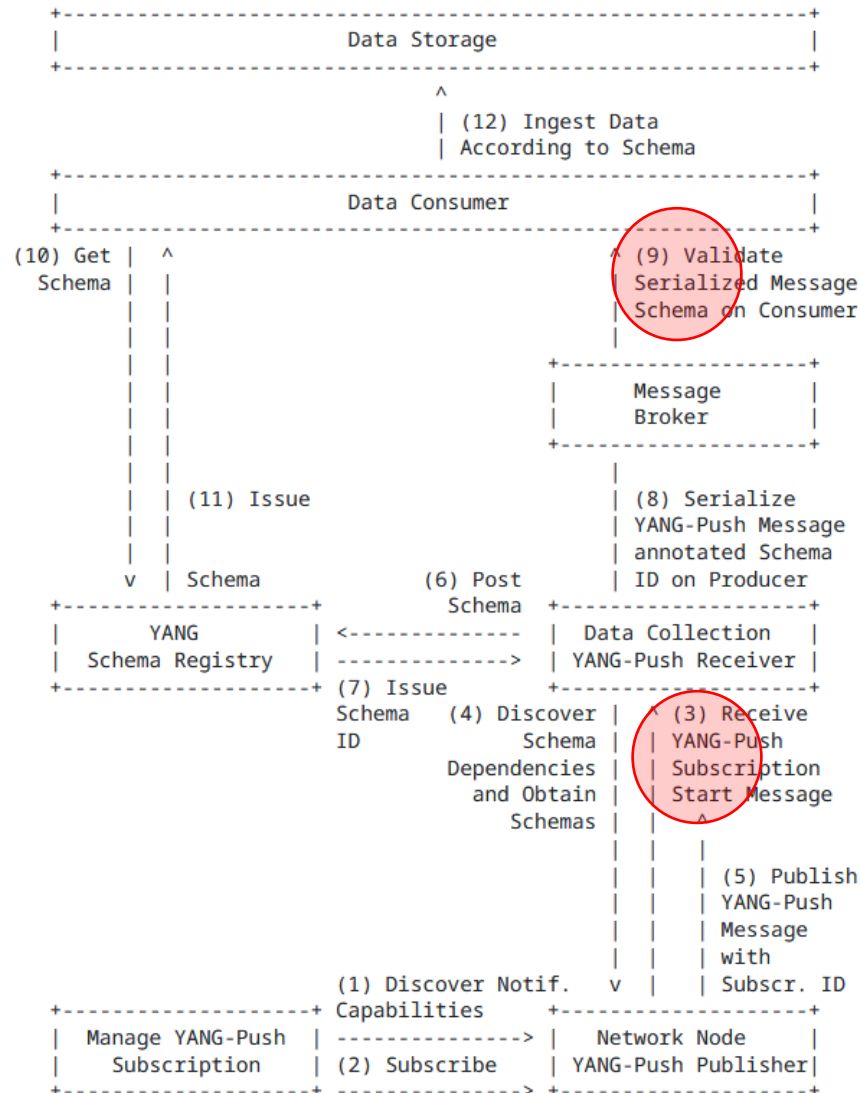 Data Storage
(12) Ingest Data
According to Schema
Data Consumer
(10) Get
Schema
(9) Validate
Serialized Message
Schema on Consumer
Message
Broker
(11) Issue
Schema
(8) Serialize
YANG-Push Message
annotated Schema
ID on Producer
(6) Post
Schema
YANG
Schema Registry
Data Collection
YANG-Push Receiver
(7) Issue
Schema
ID
(4) Discover
Schema
Dependencies
and Obtain
Schemas
(3) Receive
YANG-Push
Subscription
Start Message
(5) Publish
YANG-Push
Message
with
Subscr. ID
(1) Discover Notif.
Capabilities
Manage YANG-Push
Subscription
(2) Subscribe
Network Node
YANG-Push Publisher